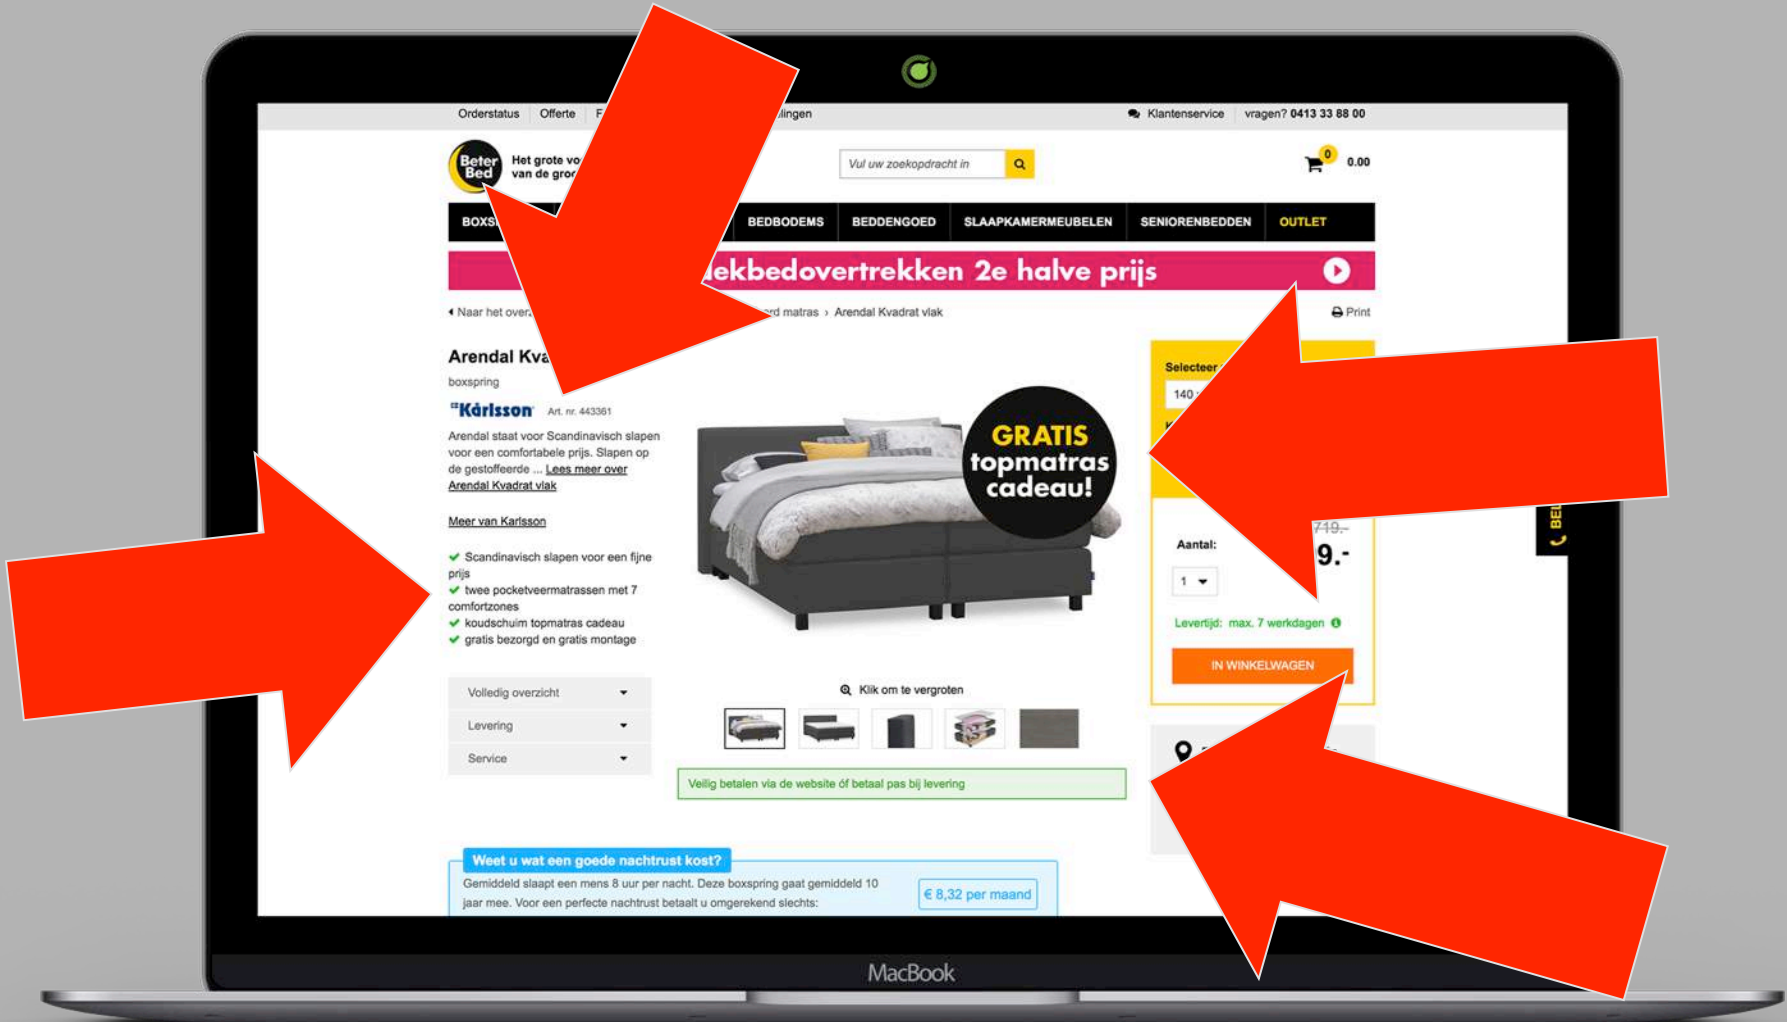 Orderstatus Offerte
Klantenservice vragen? 0413 33 88 00
Beter
Bed
Het grote
van de
Vul uw zoekopdracht in
0
0.00
BEDBODEMS BEDDENGOED SLAAPKAMERMEUBELEN SENIORENBEDDEN OUTLET
2e halve prijs
Naar het
matras › Arendal Kvadrat vlak
Print
Arendal
boxspring
Kårlsson Art. nr. 443361
Arendal staat voor Scandinavisch slapen
voor een comfortabele prijs. Slapen op
de gestoffeerde ... Lees meer over
Arendal Kvadrat vlak
Meer van Karlsson
Scandinavisch slapen voor een fijne
prijs
twee pocketveermatrassen met 7
comfortzones
koudschuim topmatras cadeau
gratis bezorgd en gratis montage
Volledig overzicht
Levering
Service
GRATIS
topmatras
cadeau!
Klik om te vergroten
Veilig betalen via de website óf betaal pas bij levering
Selecteer
140
719.-
Aantal:
9.-
1
Levertijd: max. 7 werkdagen
IN WINKELWAGEN
BEL
Weet u wat een goede nachtrust kost?
Gemiddeld slaapt een mens 8 uur per nacht. Deze boxspring gaat gemiddeld 10
jaar mee. Voor een perfecte nachtrust betaalt u omgerekend slechts:
€ 8,32 per maand
MacBook